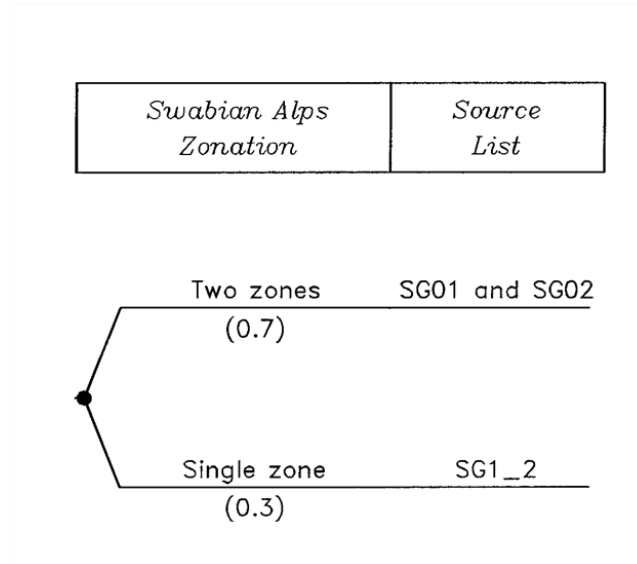 Swabian Alps
Zonation
Source
List
Two zones
SG01 and SG02
(0.7)
Single zone
SG1_2
(0.3)